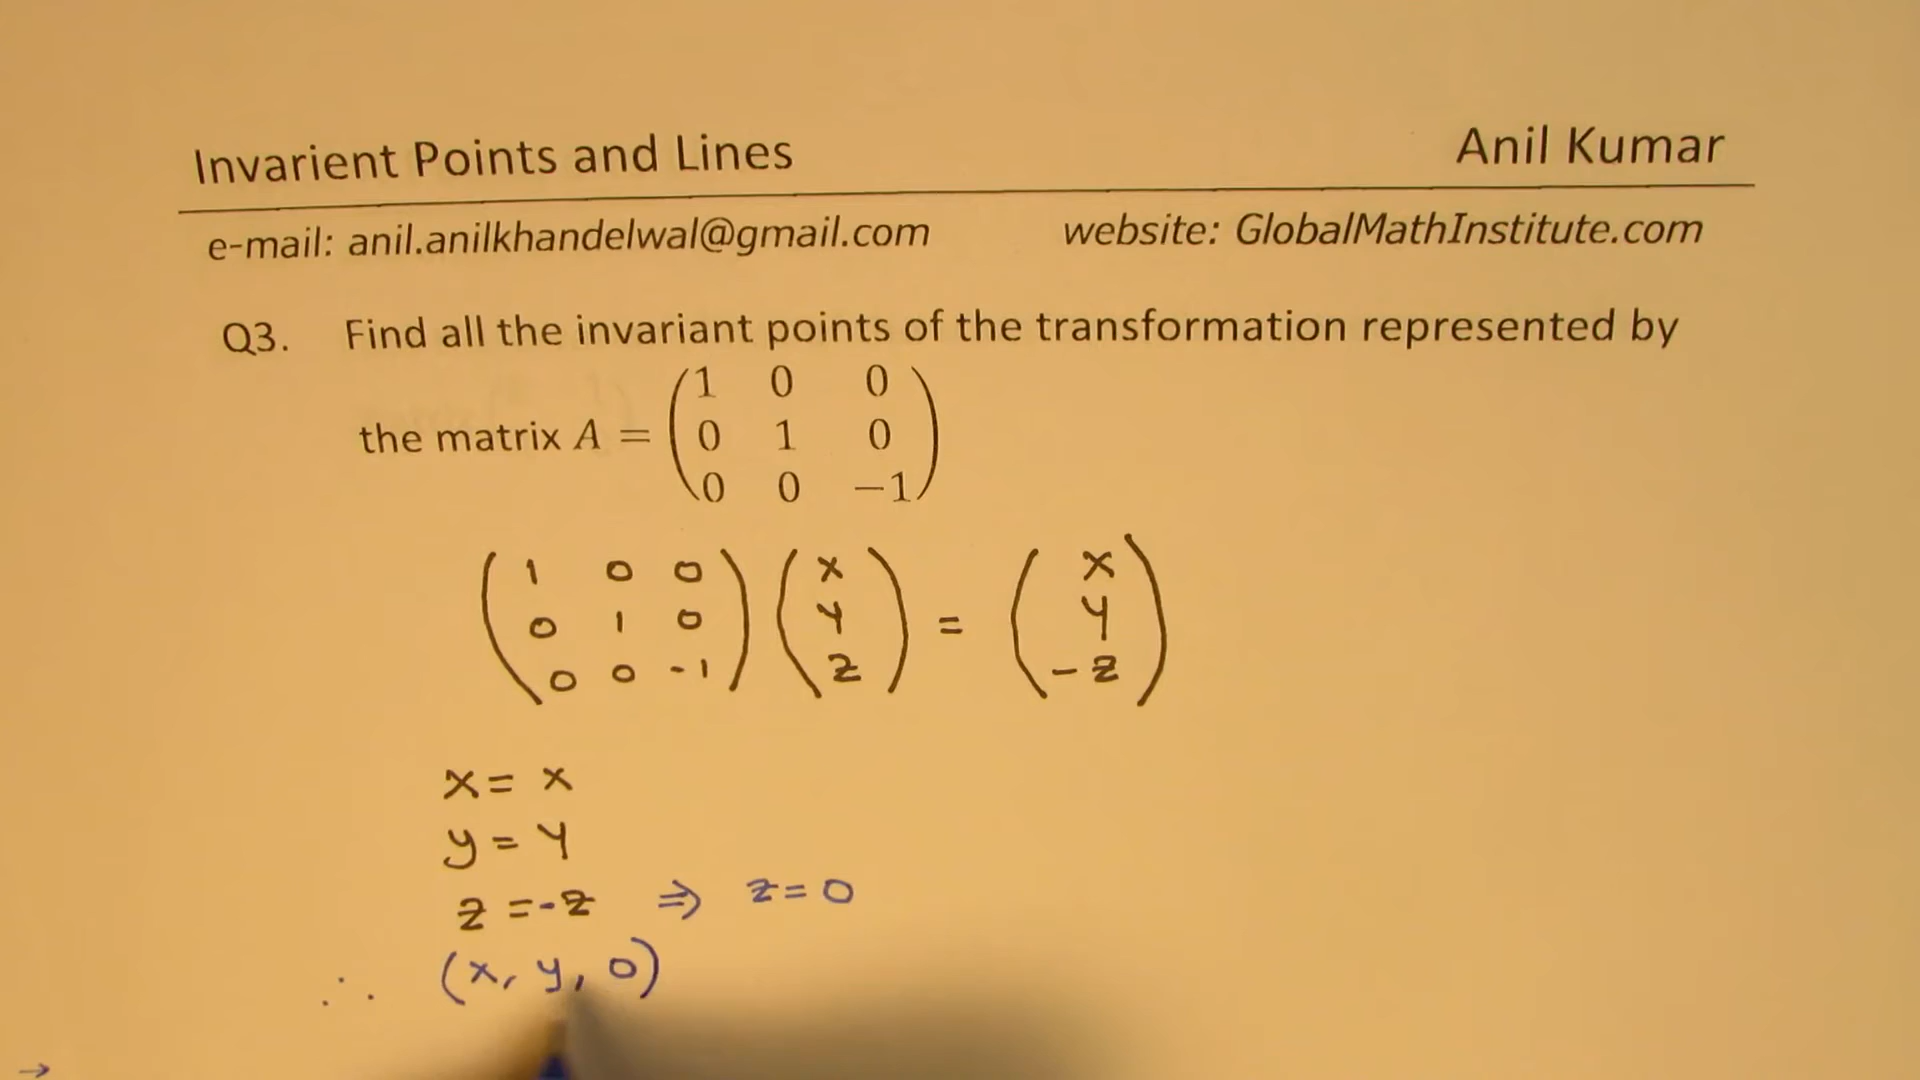 Invarient Points and Lines Anil Kumar
e-mail: anil.anilkhandelwal@gmail.com website: GlobalMathInstitute.com
Q3. Find all the invariant points of the transformation represented by
1 0 0
the matrix A = 0 1 0
0 0 −1
1 0 0 x x
0 1 0 y = y
0 0 -1 z -z
x = x
y = y
z = -z ⇒ z = 0
∴ (x, y, 0)
→